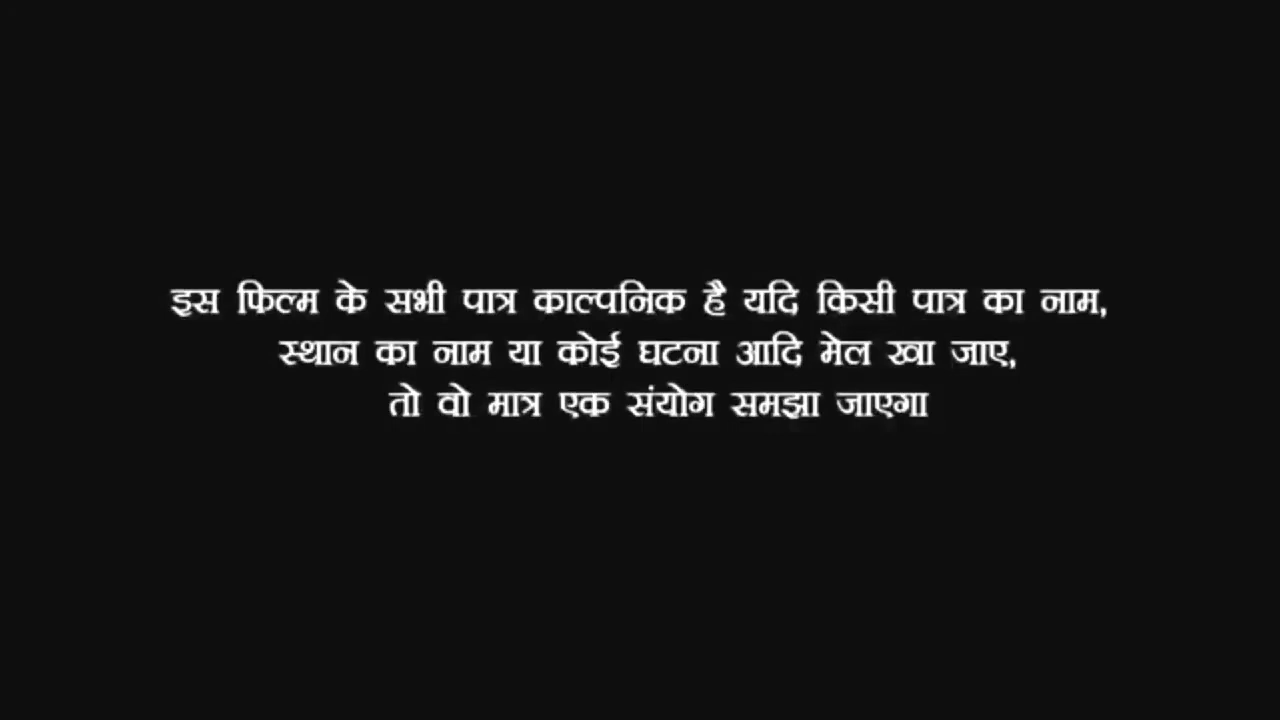 इस फिल्म के सभी पात्र काल्पनिक है यदि किसी पात्र का नाम,
स्थान का नाम या कोई घटना आदि मेल खा जाए,
तो वो मात्र एक संयोग समझा जाएगा